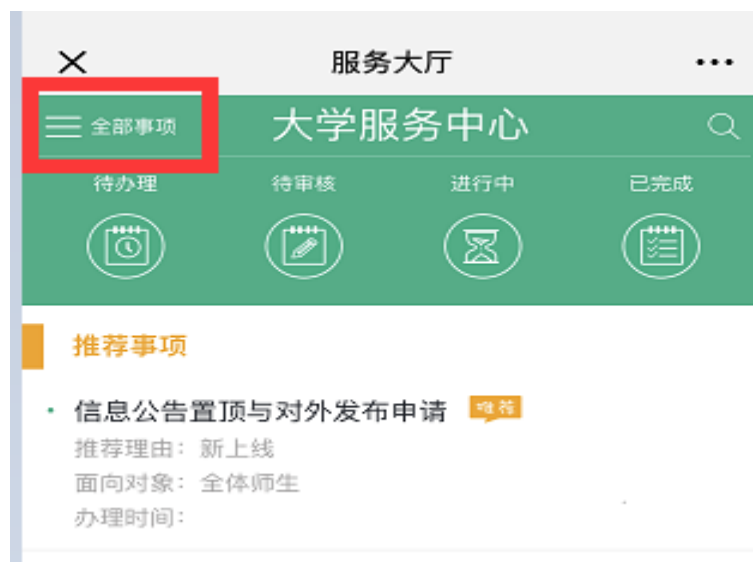 服务大厅
全部事项 大学服务中心
待办理 待审核 进行中 已完成
推荐事项
信息公告置顶与对外发布申请 推荐
推荐理由：新上线
面向对象：全体师生
办理时间：